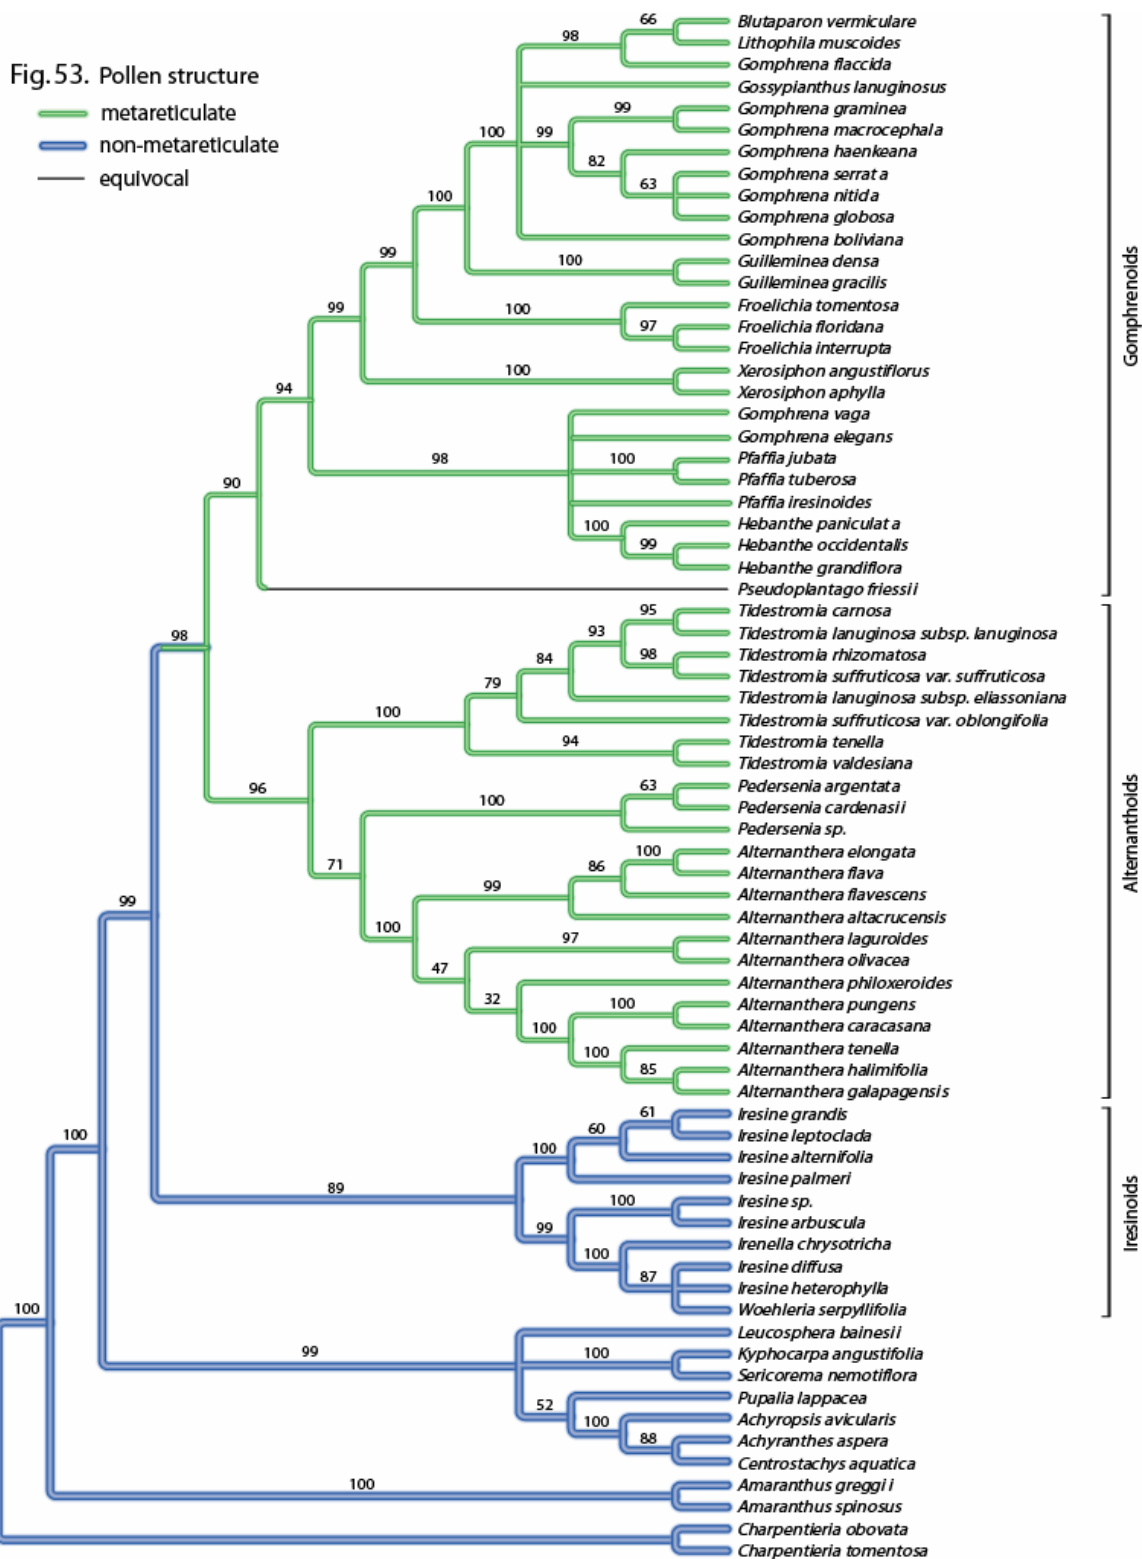 Fig.53. Pollen structure
metareticulate
non-metareticulate
equivocal
66
Blutaparon vermiculare
98
Lithophila muscoides
Gomphrena flaccida
Gossypianthus lanuginosus
99
Gomphrena graminea
100
99
Gomphrena macrocephala
82
Gomphrena haenkeana
63
Gomphrena serrata
100
Gomphrena nitida
Gomphrena globosa
Gomphrena boliviana
99
100
Guilleminea densa
Guilleminea gracilis
99
100
Froelichia tomentosa
97
Froelichia floridana
Froelichia interrupta
100
Xerosiphon angustiflorus
94
Xerosiphon aphylla
Gomphrena vaga
Gomphrena elegans
98
100
Pfaffia jubata
90
Pfaffia tuberosa
Pfaffia iresinoides
100
Hebanthe paniculata
99
Hebanthe occidentalis
Hebanthe grandiflora
Pseudoplantago friessii
Gomphrenoids
98
95
Tidestromia carnosa
93
Tidestromia lanuginosa subsp. lanuginosa
98
Tidestromia rhizomatosa
84
Tidestromia suffruticosa var. suffruticosa
79
Tidestromia lanuginosa subsp. eliassoniana
100
Tidestromia suffruticosa var. oblongifolia
94
Tidestromia tenella
Tidestromia valdesiana
96
63
Pedersenia argentata
100
Pedersenia cardenasii
Pedersenia sp.
71
100
Alternanthera elongata
86
Alternanthera flava
99
Alternanthera flavescens
Alternanthera altacrucensis
100
97
Alternanthera laguroides
47
Alternanthera olivacea
32
Alternanthera philoxeroides
100
100
Alternanthera pungens
Alternanthera caracasana
100
Alternanthera tenella
85
Alternanthera halimifolia
Alternanthera galapagensis
Alternanthoids
99
61
Iresine grandis
100
60
Iresine leptoclada
100
Iresine alternifolia
89
Iresine palmeri
100
Iresine sp.
99
Iresine arbuscula
100
Irenella chrysotricha
87
Iresine diffusa
Iresine heterophylla
Woehleria serpyllifolia
Iresinoids
100
Leucosphera bainesii
99
100
Kyphocarpa angustifolia
Sericorema nemotiflora
52
Pupalia lappacea
100
Achyropsis avicularis
88
Achyranthes aspera
Centrostachys aquatica
100
Amaranthus greggii
Amaranthus spinosus
Charpentieria obovata
Charpentieria tomentosa